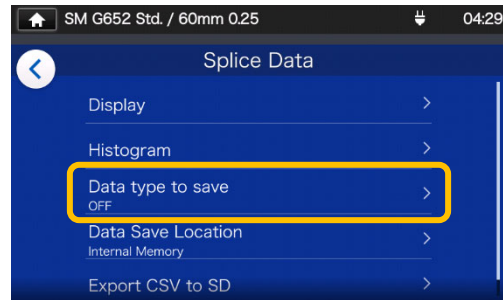 SM G652 Std. / 60mm 0.25
04:29
Splice Data
Display
Histogram
Data type to save
OFF
Data Save Location
Internal Memory
Export CSV to SD